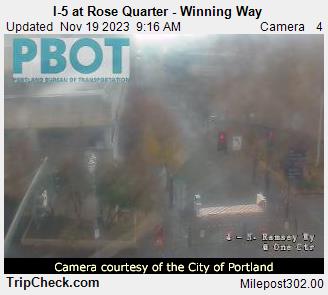 I-5 at Rose Quarter - Winning Way
Updated Nov 19 2023 9:16 AM Camera 4
PBOT
PORTLAND BUREAU OF TRANSPORTATION
4 - N. Ramsey Wy
@ One Ctr
Camera courtesy of the City of Portland
TripCheck.com Milepost302.00